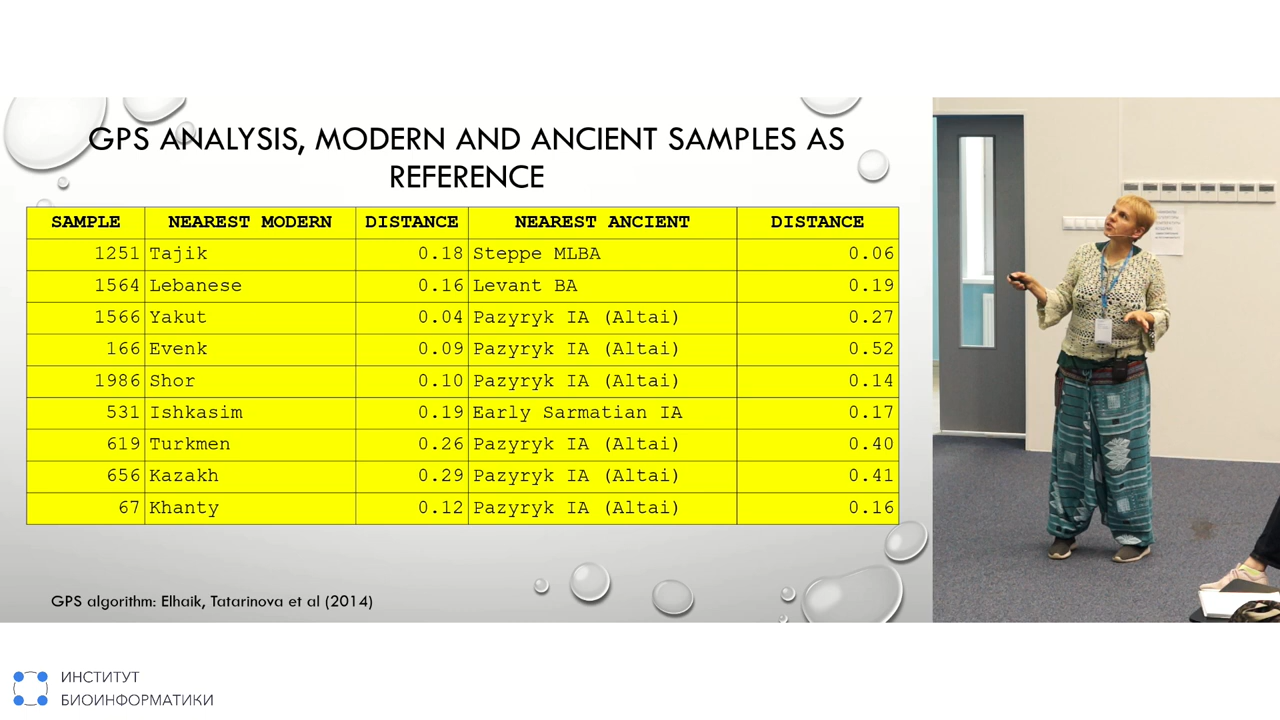 GPS ANALYSIS, MODERN AND ANCIENT SAMPLES AS
REFERENCE
SAMPLE NEAREST MODERN DISTANCE NEAREST ANCIENT DISTANCE
1251 Tajik 0.18 Steppe MLBA 0.06
1564 Lebanese 0.16 Levant BA 0.19
1566 Yakut 0.04 Pazyryk IA (Altai) 0.27
166 Evenk 0.09 Pazyryk IA (Altai) 0.52
1986 Shor 0.10 Pazyryk IA (Altai) 0.14
531 Ishkasim 0.19 Early Sarmatian IA 0.17
619 Turkmen 0.26 Pazyryk IA (Altai) 0.40
656 Kazakh 0.29 Pazyryk IA (Altai) 0.41
67 Khanty 0.12 Pazyryk IA (Altai) 0.16
GPS algorithm: Elhaik, Tatarinova et al (2014)
ИНСТИТУТ
БИОИНФОРМАТИКИ